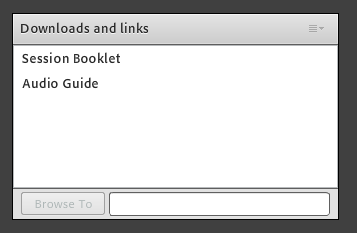 Downloads and links
Session Booklet
Audio Guide
Browse To